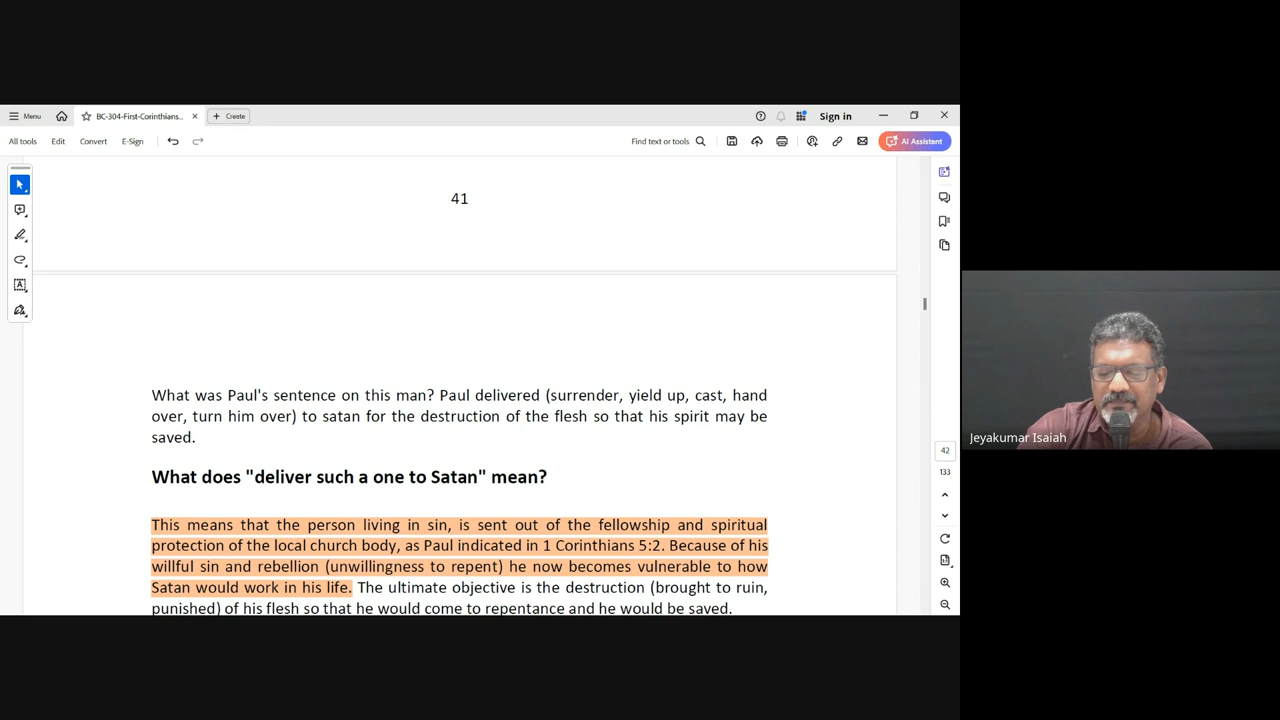 Menu
BC-304-First-Corinthians...
Create
Sign in
All tools
Edit
Convert
E-Sign
Find text or tools
AI Assistant
41
What was Paul's sentence on this man? Paul delivered (surrender, yield up, cast, hand
over, turn him over) to satan for the destruction of the flesh so that his spirit may be
saved.
What does "deliver such a one to Satan" mean?
This means that the person living in sin, is sent out of the fellowship and spiritual
protection of the local church body, as Paul indicated in 1 Corinthians 5:2. Because of his
willful sin and rebellion (unwillingness to repent) he now becomes vulnerable to how
Satan would work in his life. The ultimate objective is the destruction (brought to ruin,
punished) of his flesh so that he would come to repentance and he would be saved.
42
133
Jeyakumar Isaiah